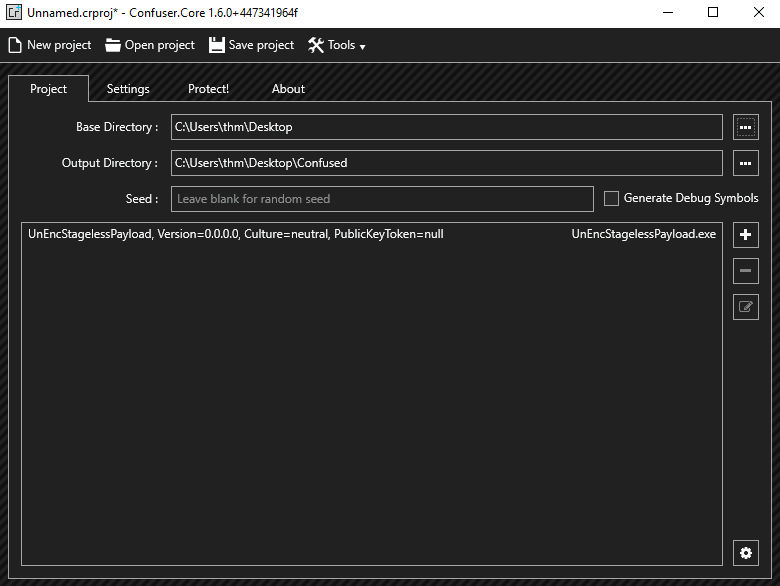 Unnamed.crproj* - Confuser.Core 1.6.0+447341964f
New project Open project Save project Tools
Project Settings Protect! About
Base Directory : C:\Users\thm\Desktop
Output Directory : C:\Users\thm\Desktop\Confused
Seed : Leave blank for random seed Generate Debug Symbols
UnEncStagelessPayload, Version=0.0.0.0, Culture=neutral, PublicKeyToken=null UnEncStagelessPayload.exe